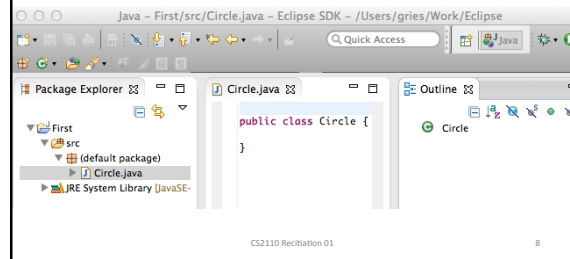 Java – First/src/Circle.java – Eclipse SDK – /Users/gries/Work/Eclipse
Quick Access
Java
Package Explorer
Circle.java
Outline
First
src
(default package)
Circle.java
JRE System Library [JavaSE-
public class Circle {
}
Circle
CS2110 Recitiation 01
8